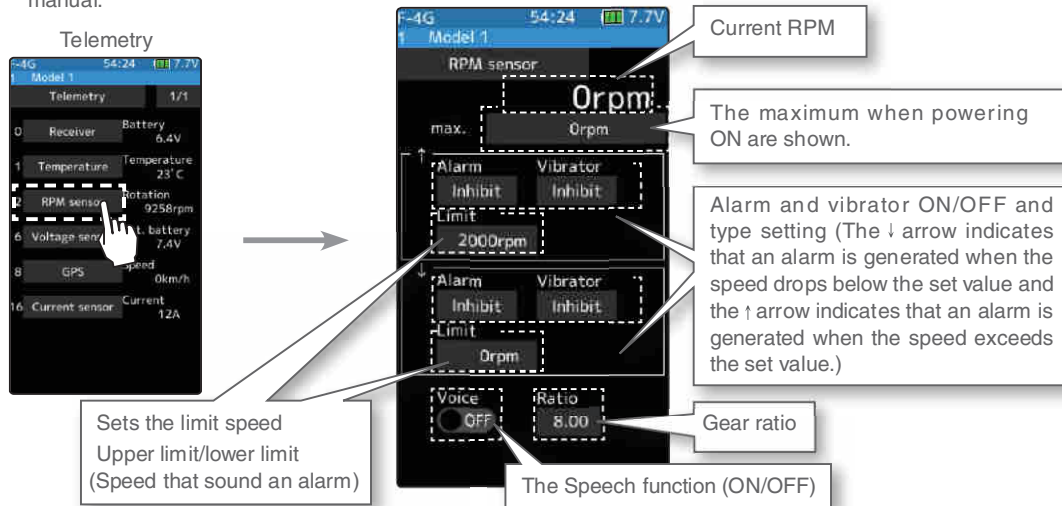 manual.
Telemetry
F-4G 54:24 7.7V
1 Model 1
Telemetry 1/1
0 Receiver Battery
6.4V
1 Temperature Temperature
23°C
2 RPM sensor Rotation
9258rpm
6 Voltage battery
7.4V
8 GPS Speed
0km/h
16 Current sensor Current
12A
F-4G 54:24 7.7V
1 Model 1
RPM sensor
0rpm
max. 0rpm
↑
Alarm Vibrator
Inhibit Inhibit
Limit
2000rpm
↓
Alarm Vibrator
Inhibit Inhibit
Limit
0rpm
Voice Ratio
OFF 8.00
Current RPM
The maximum when powering
ON are shown.
Alarm and vibrator ON/OFF and
type setting (The ↓ arrow indicates
that an alarm is generated when the
speed drops below the set value and
the ↑ arrow indicates that an alarm is
generated when the speed exceeds
the set value.)
Sets the limit speed
Upper limit/lower limit
(Speed that sound an alarm)
Gear ratio
The Speech function (ON/OFF)